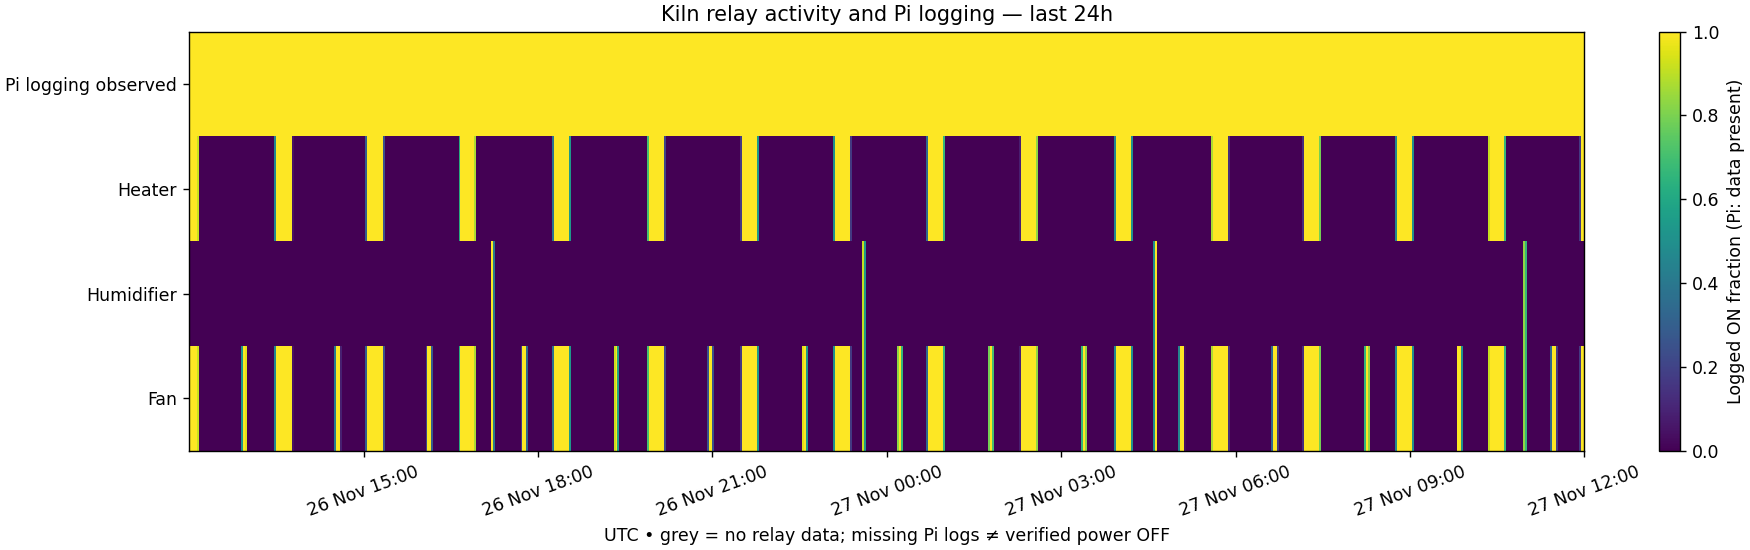 Kiln relay activity and Pi logging — last 24h
Pi logging observed
Heater
Humidifier
Fan
26 Nov 15:00
26 Nov 18:00
26 Nov 21:00
27 Nov 00:00
27 Nov 03:00
27 Nov 06:00
27 Nov 09:00
27 Nov 12:00
UTC • grey = no relay data; missing Pi logs ≠ verified power OFF
1.0
0.8
0.6
0.4
0.2
0.0
Logged ON fraction (Pi: data present)